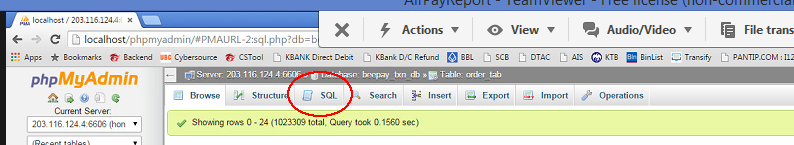 AirPayReport - TeamViewer - Free license (non-commercial
localhost / 203.116.124.4:6
localhost/phpmyadmin/#PMAURL-2:sql.php?db=b
Actions
View
Audio/Video
File trans
Apps
Bookmarks
Backend
Cybersource
CSTool
KBANK Direct Debit
KBank D/C Refund
BBL
SCB
DTAC
AIS
KTB
BinList
Transify
PANTIP.COM : I12
phpMyAdmin
Current Server:
203.116.124.4:6606 (hon
(Recent tables) ...
Server: 203.116.124.4:6606 » Database: beepay_txn_db » Table: order_tab
Browse
Structure
SQL
Search
Insert
Export
Import
Operations
Showing rows 0 - 24 (1023309 total, Query took 0.1560 sec)